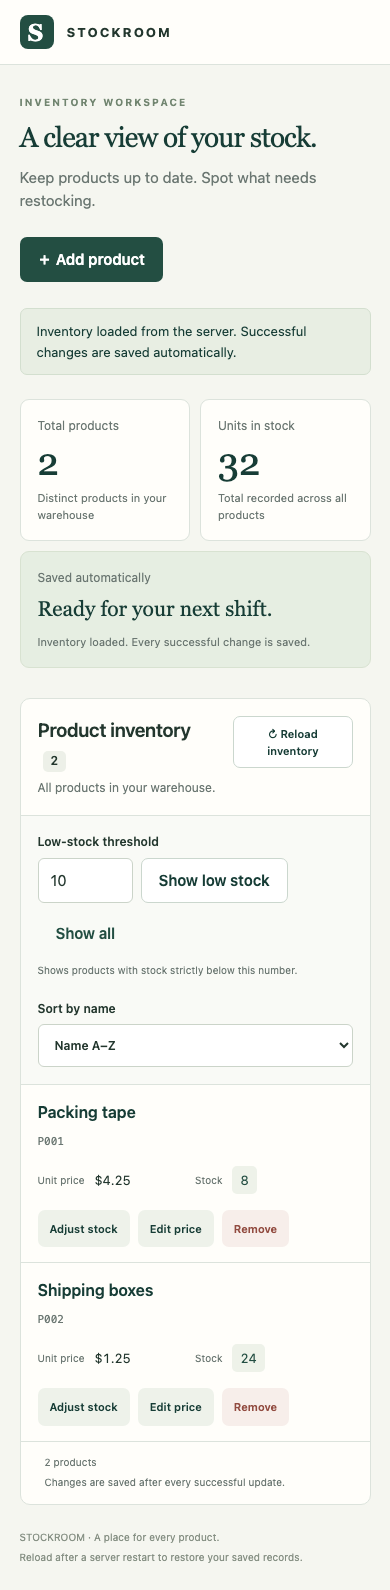 S STOCKROOM
INVENTORY WORKSPACE
A clear view of your stock.
Keep products up to date. Spot what needs
restocking.
+ Add product
Inventory loaded from the server. Successful
changes are saved automatically.
Total products
2
Distinct products in your
warehouse
Units in stock
32
Total recorded across all
products
Saved automatically
Ready for your next shift.
Inventory loaded. Every successful change is saved.
Product inventory
2
All products in your warehouse.
↻ Reload
inventory
Low-stock threshold
10 Show low stock
Show all
Shows products with stock strictly below this number.
Sort by name
Name A–Z
Packing tape
P001
Unit price $4.25 Stock 8
Adjust stock Edit price Remove
Shipping boxes
P002
Unit price $1.25 Stock 24
Adjust stock Edit price Remove
2 products
Changes are saved after every successful update.
STOCKROOM · A place for every product.
Reload after a server restart to restore your saved records.